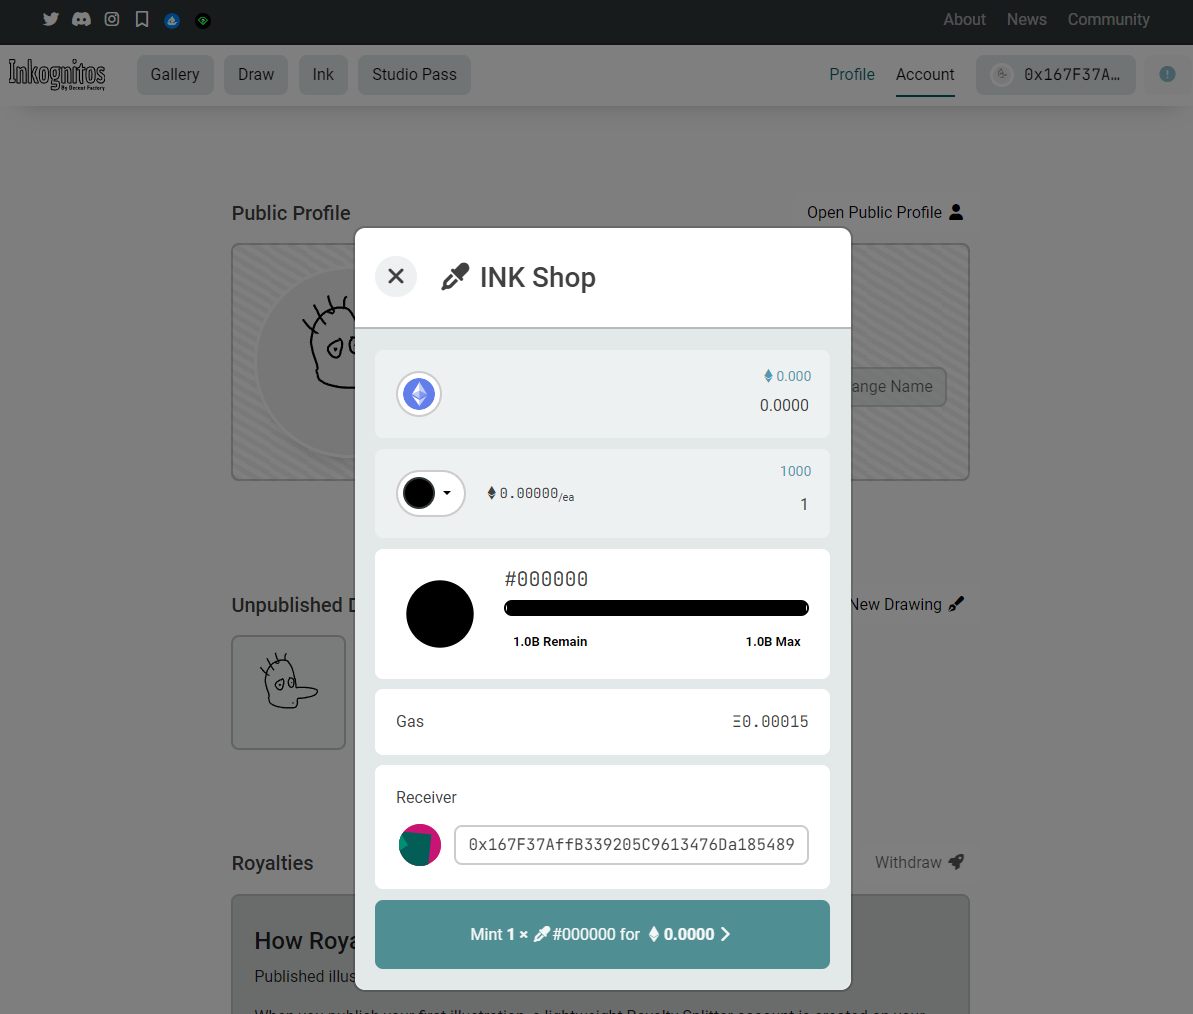 About News Community
Inkognitos
By Dernat Factory
Gallery Draw Ink Studio Pass Profile Account 0x167F37A…
Public Profile Open Public Profile
ange Name
INK Shop
0.000
0.0000
1000
0.00000/ea
1
#000000
1.0B Remain 1.0B Max
Gas Ξ0.00015
Receiver
0x167F37AffB339205C9613476Da185489
Mint 1 × #000000 for 0.0000
Unpublished New Drawing
Royalties Withdraw
How Roya
Published illus